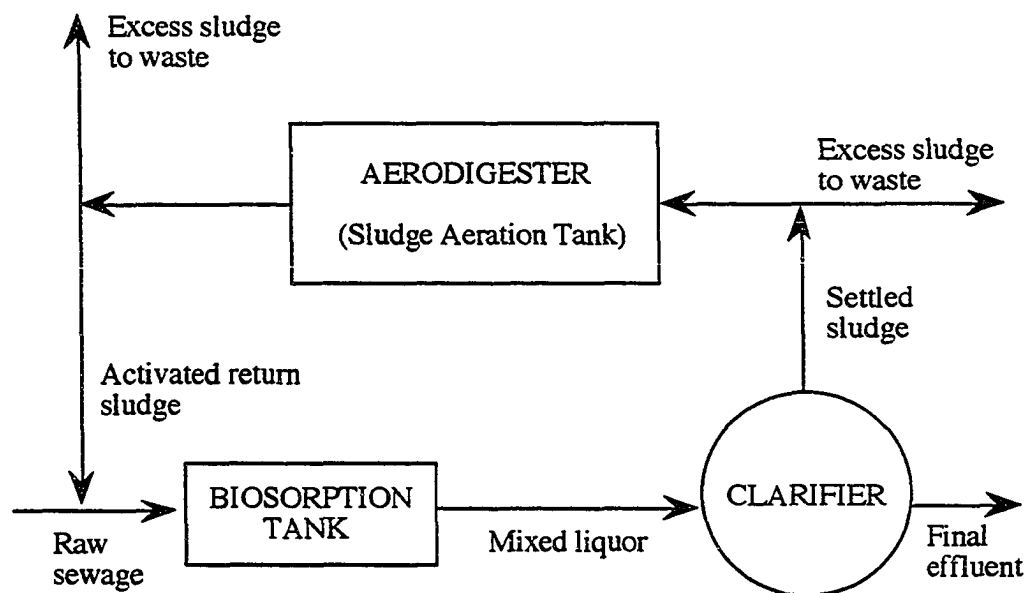 Excess sludge
to waste
AERODIGESTER
(Sludge Aeration Tank)
Excess sludge
to waste
Settled
sludge
Activated return
sludge
BIOSORPTION
TANK
CLARIFIER
Raw
sewage
Mixed liquor
Final
effluent